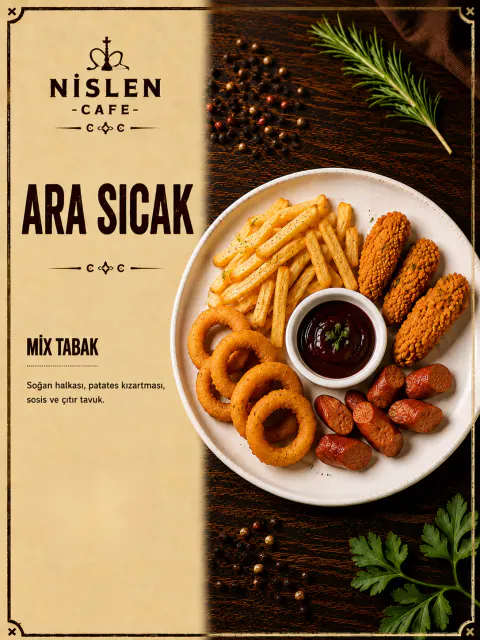 NİSLEN
-CAFE-
C C
ARA SICAK
C C
MİX TABAK
Soğan halkası, patates kızartması,
sosis ve çıtır tavuk.